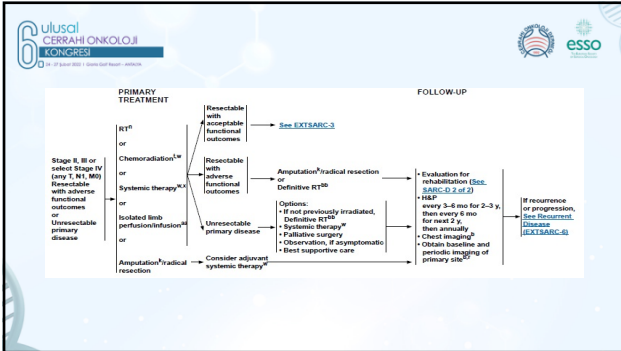 6. ulusal
CERRAHİ ONKOLOJİ
KONGRESİ
esso
PRIMARY
TREATMENT
FOLLOW-UP
Stage II, III or
select Stage IV
(any T, N1, M0)
Resectable
with adverse
functional
outcomes
or
Unresectable
primary
disease
RTⁿ
or
Chemoradiation
or
Systemic therapy
or
Isolated limb
perfusion/infusion
or
Amputationᵏ/radical
resection
Resectable
with
acceptable
functional
outcomes
See EXTSARC-3
Resectable
with
adverse
functional
outcomes
Amputationᵏ/radical resection
or
Definitive RTᵇᵇ
Unresectable
primary disease
Options:
• If not previously irradiated,
Definitive RTᵇᵇ
• Systemic therapyʷ
• Palliative surgery
• Observation, if asymptomatic
• Best supportive care
Consider adjuvant
systemic therapyʷ
• Evaluation for
rehabilitation (See
SARC-D 2 of 2)
• H&P
every 3–6 mo for 2–3 y,
then every 6 mo
for next 2 y,
then annually
• Chest imagingᵇ
• Obtain baseline and
periodic imaging of
primary site
If recurrence
or progression,
See Recurrent
Disease
(EXTSARC-6)